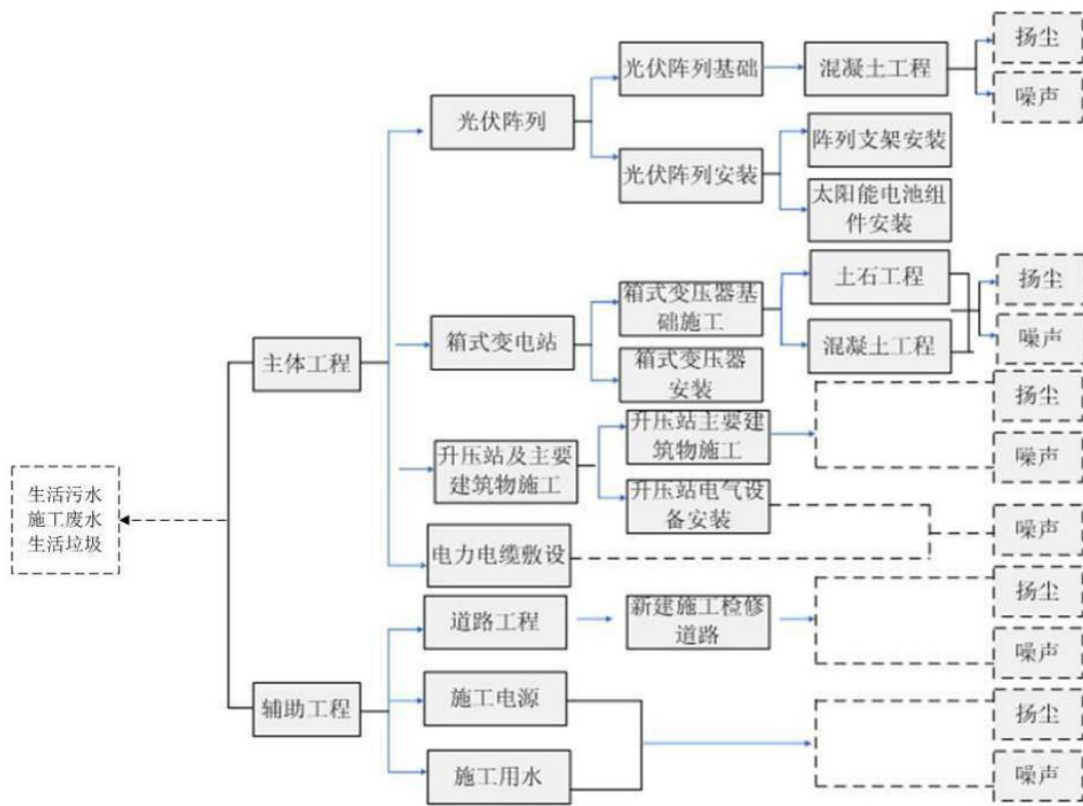 扬尘
光伏阵列基础
混凝土工程
噪声
光伏阵列
阵列支架安装
光伏阵列安装
太阳能电池组
件安装
土石工程
扬尘
箱式变压器基
础施工
箱式变电站
混凝土工程
噪声
主体工程
箱式变压器
安装
扬尘
升压站主要建
筑物施工
升压站及主要
建筑物施工
噪声
生活污水
施工废水
生活垃圾
升压站电气设
备安装
噪声
电力电缆敷设
扬尘
道路工程
新建施工检修
道路
噪声
施工电源
辅助工程
扬尘
施工用水
噪声